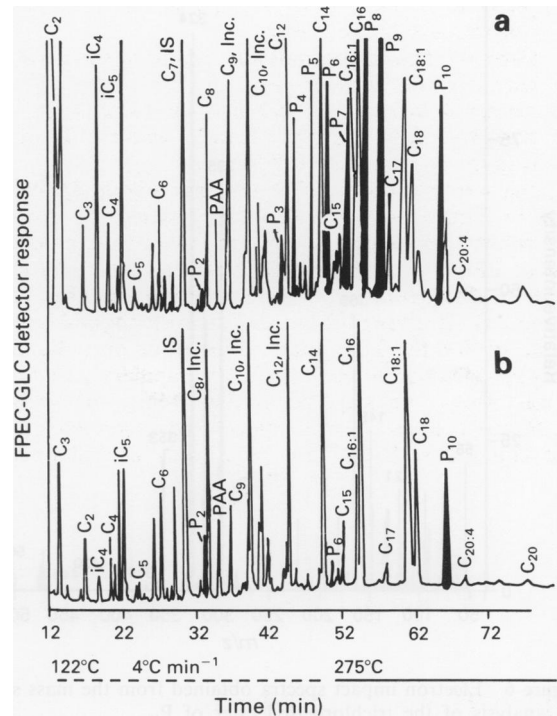 a
C2
C3
iC4
C4
iC5
C5
C6
C7, IS
P2
C8
PAA
C9, Inc.
C10, Inc.
P3
C12
P4
P5
C14
P6
C15
P7
C16:1
C16
P8
P9
C17
C18:1
C18
P10
C20:4
b
C3
C2
iC4
C4
iC5
C5
C6
IS
P2
C8, Inc.
PAA
C9
C10, Inc.
C12, Inc.
C14
P6
C15
C16:1
C16
C17
C18:1
C18
P10
C20:4
C20
FPEC-GLC detector response
12 22 32 42 52 62 72
122°C 4°C min−1 275°C
Time (min)